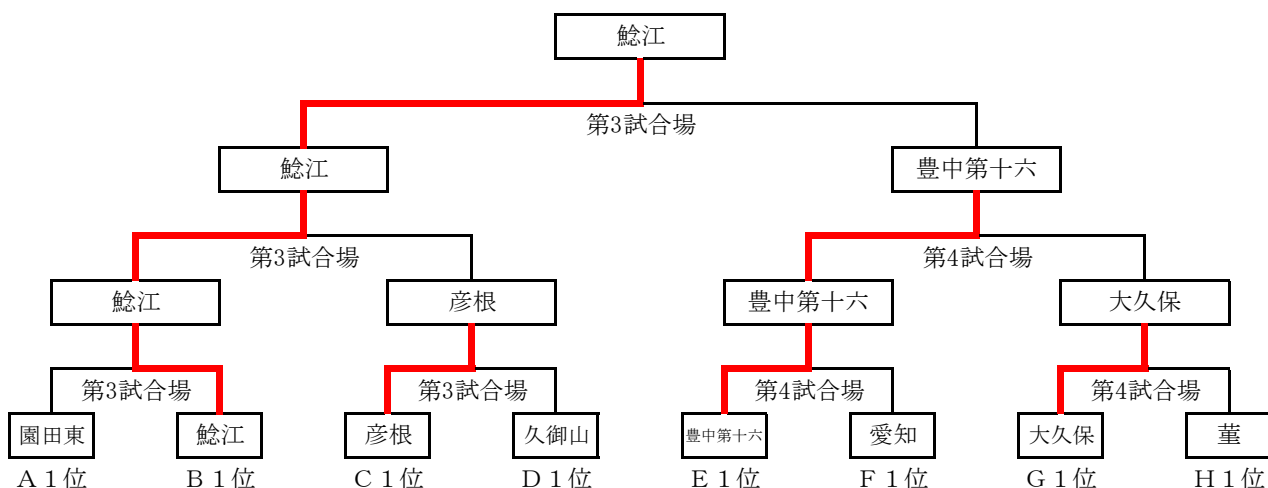 鯰江
第3試合場
鯰江
豊中第十六
第3試合場
第4試合場
鯰江
彦根
豊中第十六
大久保
第3試合場
第3試合場
第4試合場
第4試合場
園田東
鯰江
彦根
久御山
豊中第十六
愛知
大久保
菫
A１位
B１位
C１位
D１位
E１位
F１位
G１位
H１位